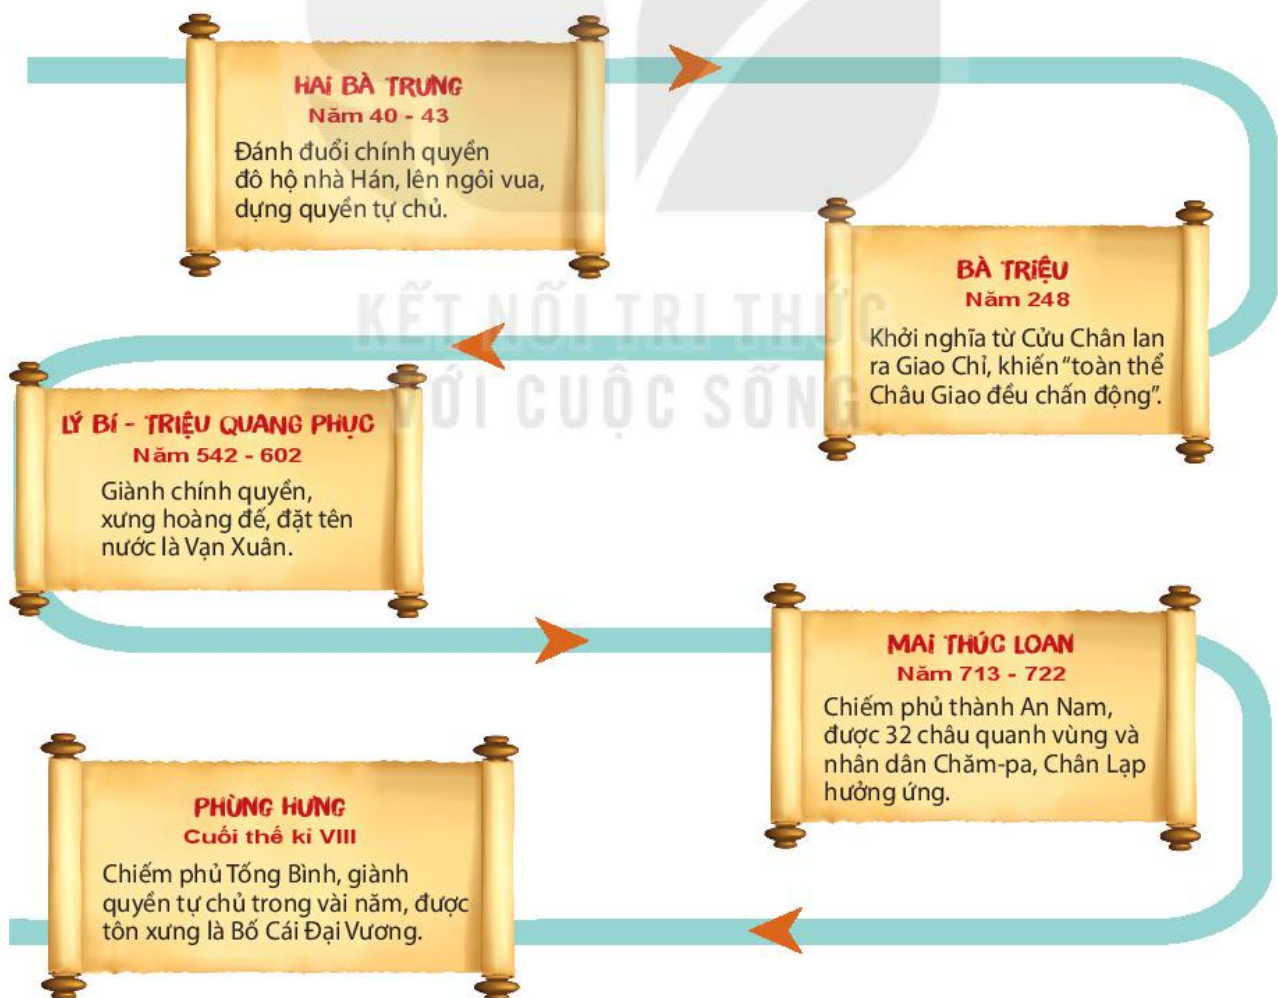 HAI BÀ TRƯNG
Năm 40 - 43
Đánh đuổi chính quyền
đô hộ nhà Hán, lên ngôi vua,
dựng quyền tự chủ.
BÀ TRIỆU
Năm 248
Khởi nghĩa từ Cửu Chân lan
ra Giao Chỉ, khiến “toàn thể
Châu Giao đều chấn động”.
KẾT NỐI TRI THỨC
VỚI CUỘC SỐNG
LÝ BÍ - TRIỆU QUANG PHỤC
Năm 542 - 602
Giành chính quyền,
xưng hoàng đế, đặt tên
nước là Vạn Xuân.
MAI THÚC LOAN
Năm 713 - 722
Chiếm phủ thành An Nam,
được 32 châu quanh vùng và
nhân dân Chăm-pa, Chân Lạp
hưởng ứng.
PHÙNG HƯNG
Cuối thế kỉ VIII
Chiếm phủ Tống Bình, giành
quyền tự chủ trong vài năm, được
tôn xưng là Bố Cái Đại Vương.